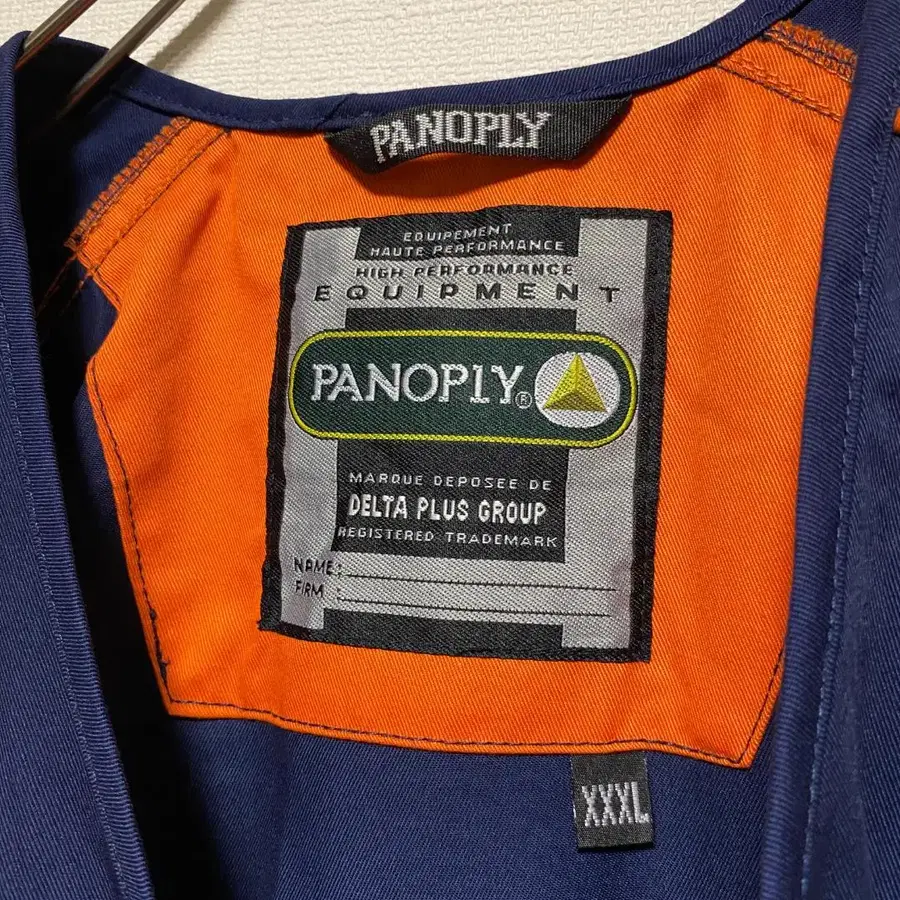 PANOPLY
EQUIPEMENT
HAUTE PERFORMANCE
HIGH PERFORMANCE
EQUIPMENT
PANOPLY®
MARQUE DEPOSEE DE
DELTA PLUS GROUP
REGISTERED TRADEMARK
NAME:
FIRM :
XXXL